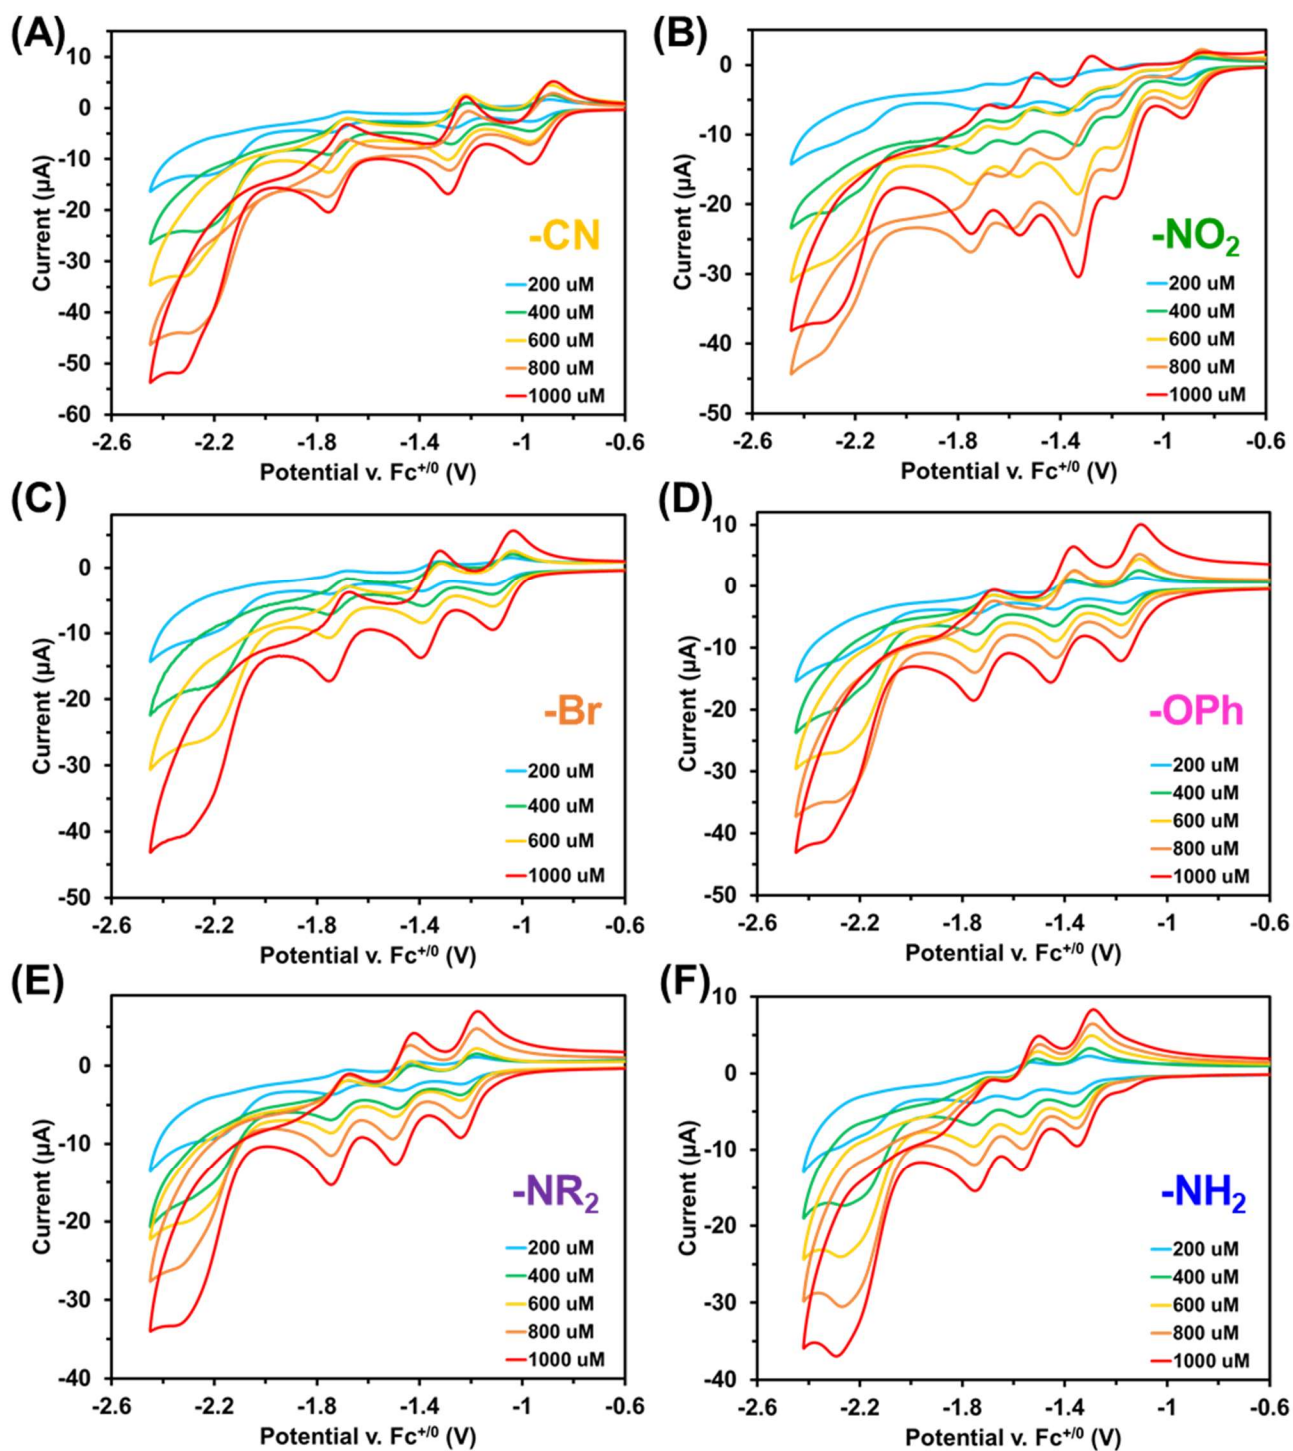 (A)
10
0
-10
-20
-30
-40
-50
-60
Current (µA)
-CN
200 uM
400 uM
600 uM
800 uM
1000 uM
-2.6 -2.2 -1.8 -1.4 -1 -0.6
Potential v. Fc+/0 (V)
(B)
0
-10
-20
-30
-40
-50
Current (µA)
-NO2
200 uM
400 uM
600 uM
800 uM
1000 uM
-2.6 -2.2 -1.8 -1.4 -1 -0.6
Potential v. Fc+/0 (V)
(C)
0
-10
-20
-30
-40
-50
Current (µA)
-Br
200 uM
400 uM
600 uM
1000 uM
-2.6 -2.2 -1.8 -1.4 -1 -0.6
Potential v. Fc+/0 (V)
(D)
10
0
-10
-20
-30
-40
-50
Current (µA)
-OPh
200 uM
400 uM
600 uM
800 uM
1000 uM
-2.6 -2.2 -1.8 -1.4 -1 -0.6
Potential v. Fc+/0 (V)
(E)
0
-10
-20
-30
-40
Current (µA)
-NR2
200 uM
400 uM
600 uM
800 uM
1000 uM
-2.6 -2.2 -1.8 -1.4 -1 -0.6
Potential v. Fc+/0 (V)
(F)
10
0
-10
-20
-30
-40
Current (µA)
-NH2
200 uM
400 uM
600 uM
800 uM
1000 uM
-2.6 -2.2 -1.8 -1.4 -1 -0.6
Potential v. Fc+/0 (V)